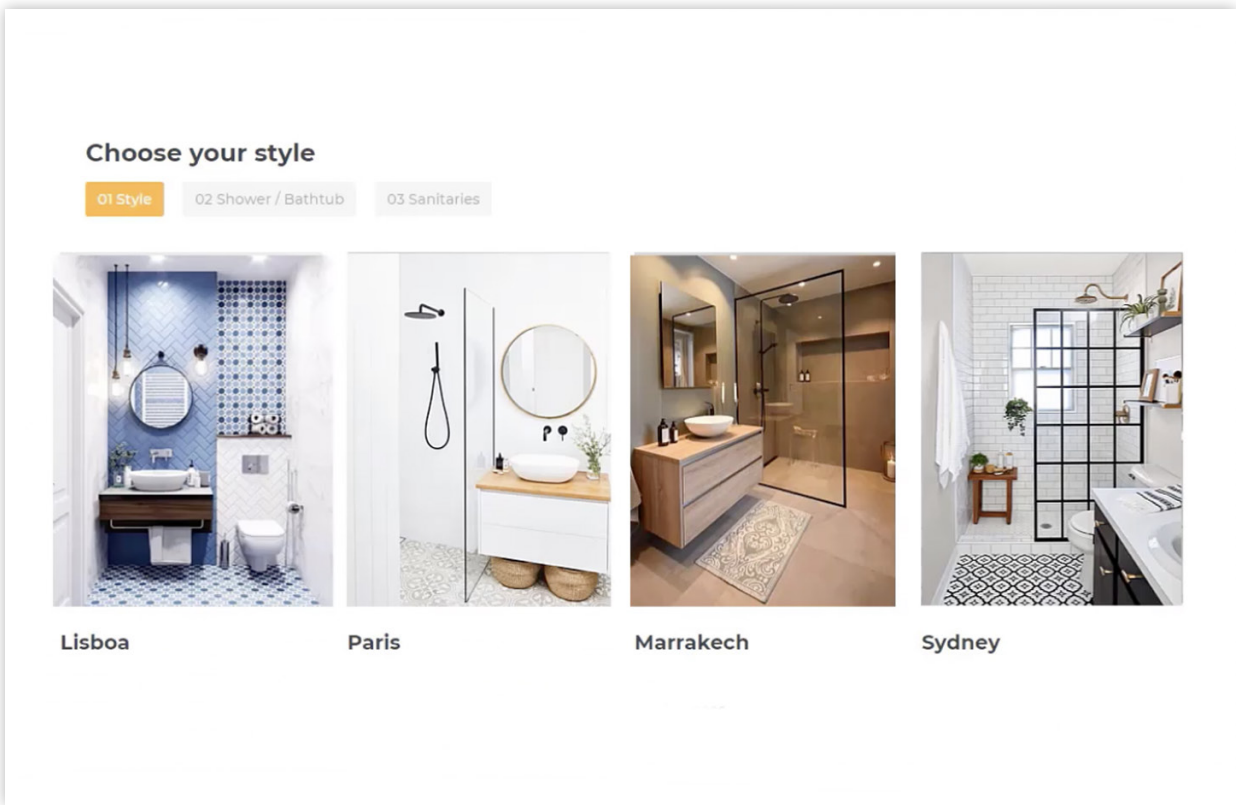 Choose your style
01 Style 02 Shower / Bathtub 03 Sanitaries
Lisboa Paris Marrakech Sydney